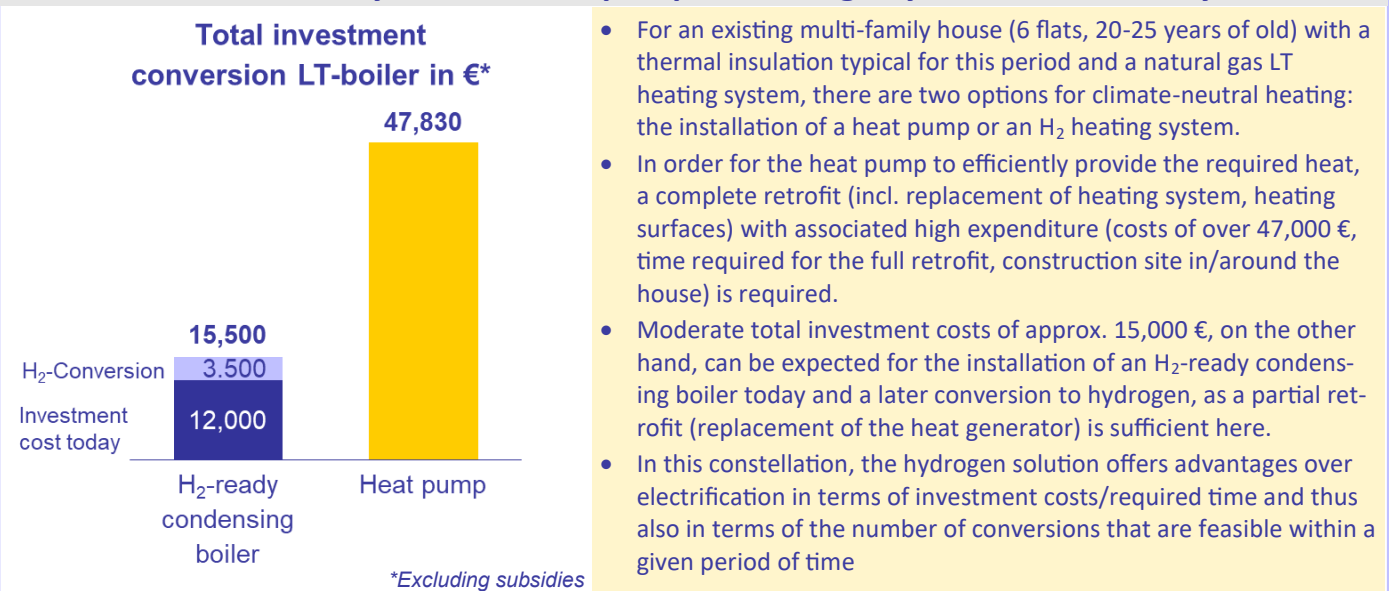 Total investment
conversion LT-boiler in €*
47,830
15,500
H₂-Conversion
3.500
Investment
cost today
12,000
H₂-ready
condensing
boiler
Heat pump
*Excluding subsidies
• For an existing multi-family house (6 flats, 20-25 years of old) with a
thermal insulation typical for this period and a natural gas LT
heating system, there are two options for climate-neutral heating:
the installation of a heat pump or an H₂ heating system.
• In order for the heat pump to efficiently provide the required heat,
a complete retrofit (incl. replacement of heating system, heating
surfaces) with associated high expenditure (costs of over 47,000 €,
time required for the full retrofit, construction site in/around the
house) is required.
• Moderate total investment costs of approx. 15,000 €, on the other
hand, can be expected for the installation of an H₂-ready condens-
ing boiler today and a later conversion to hydrogen, as a partial ret-
rofit (replacement of the heat generator) is sufficient here.
• In this constellation, the hydrogen solution offers advantages over
electrification in terms of investment costs/required time and thus
also in terms of the number of conversions that are feasible within a
given period of time